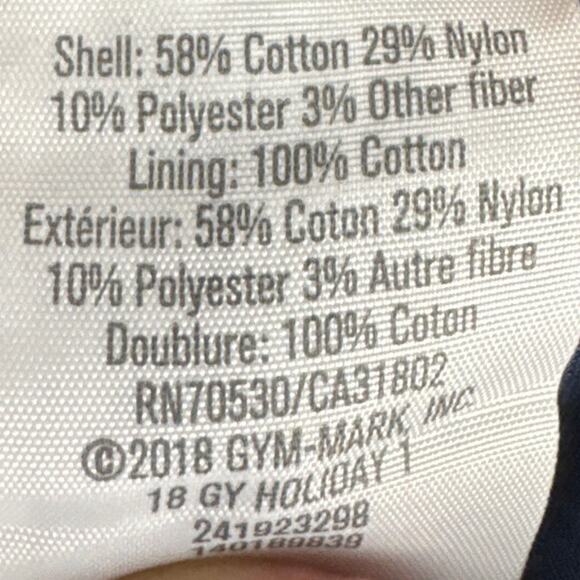 Shell: 58% Cotton 29% Nylon
10% Polyester 3% Other fiber
Lining: 100% Cotton
Extérieur: 58% Coton 29% Nylon
10% Polyester 3% Autre fibre
Doublure: 100% Coton
RN70530/CA31802
©2018 GYM-MARK, INC.
18 GY HOLIDAY 1
241923298
140189839